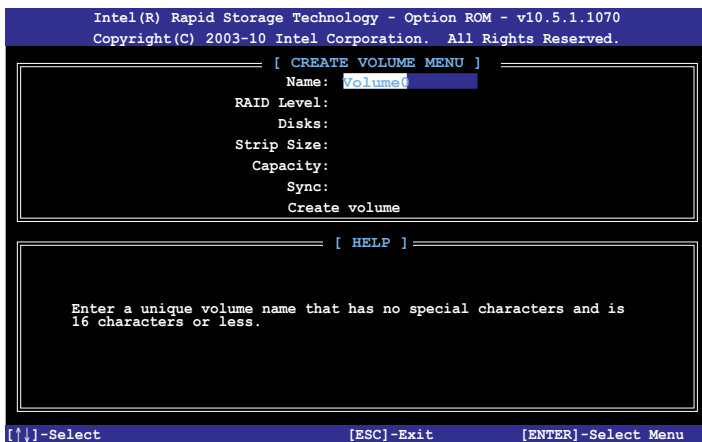 Intel(R) Rapid Storage Technology - Option ROM - v10.5.1.1070
Copyright(C) 2003-10 Intel Corporation. All Rights Reserved.
[ CREATE VOLUME MENU ]
Name: Volume0
RAID Level:
Disks:
Strip Size:
Capacity:
Sync:
Create volume
[ HELP ]
Enter a unique volume name that has no special characters and is
16 characters or less.
[↑↓]-Select [ESC]-Exit [ENTER]-Select Menu